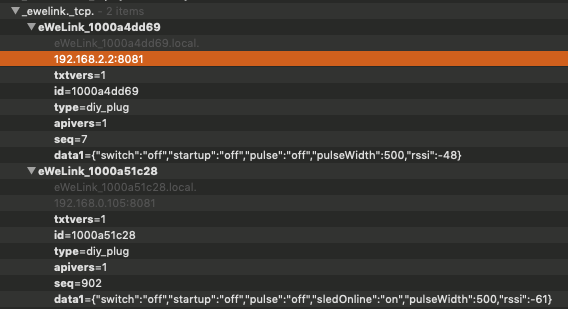 _ewelink._tcp. - 2 items
eWeLink_1000a4dd69
eWeLink_1000a4dd69.local.
192.168.2.2:8081
txtvers=1
id=1000a4dd69
type=diy_plug
apivers=1
seq=7
data1={"switch":"off","startup":"off","pulse":"off","pulseWidth":500,"rssi":-48}
eWeLink_1000a51c28
eWeLink_1000a51c28.local.
192.168.0.105:8081
txtvers=1
id=1000a51c28
type=diy_plug
apivers=1
seq=902
data1={"switch":"off","startup":"off","pulse":"off","sledOnline":"on","pulseWidth":500,"rssi":-61}